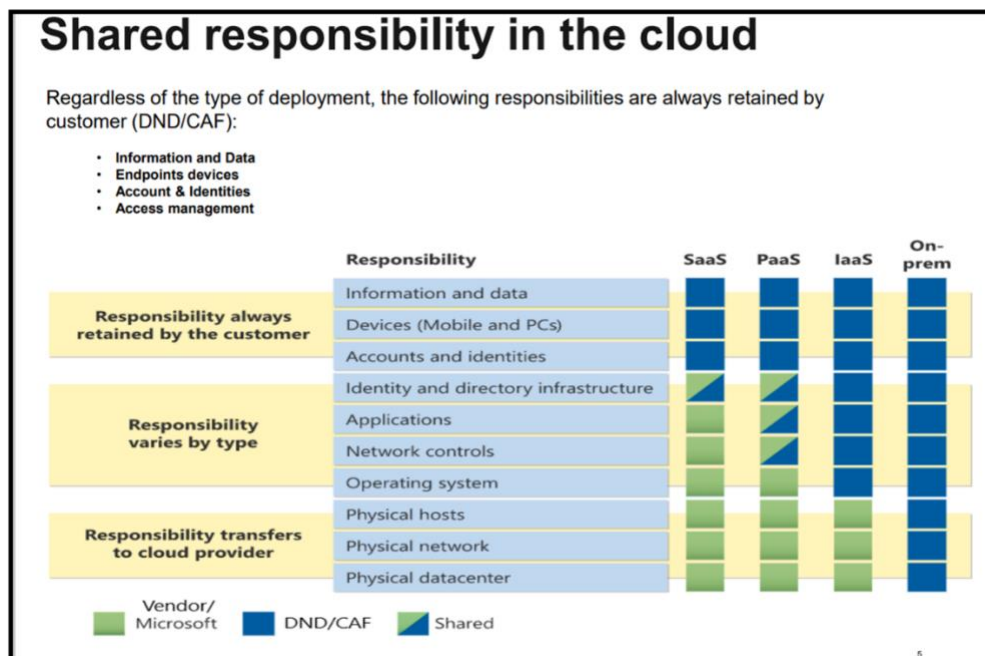 Shared responsibility in the cloud
Regardless of the type of deployment, the following responsibilities are always retained by
customer (DND/CAF):
• Information and Data
• Endpoints devices
• Account & Identities
• Access management
Responsibility SaaS PaaS IaaS On-
prem
Responsibility always
retained by the customer
Information and data
Devices (Mobile and PCs)
Accounts and identities
Responsibility
varies by type
Identity and directory infrastructure
Applications
Network controls
Operating system
Responsibility transfers
to cloud provider
Physical hosts
Physical network
Physical datacenter
Vendor/
Microsoft
DND/CAF
Shared
5